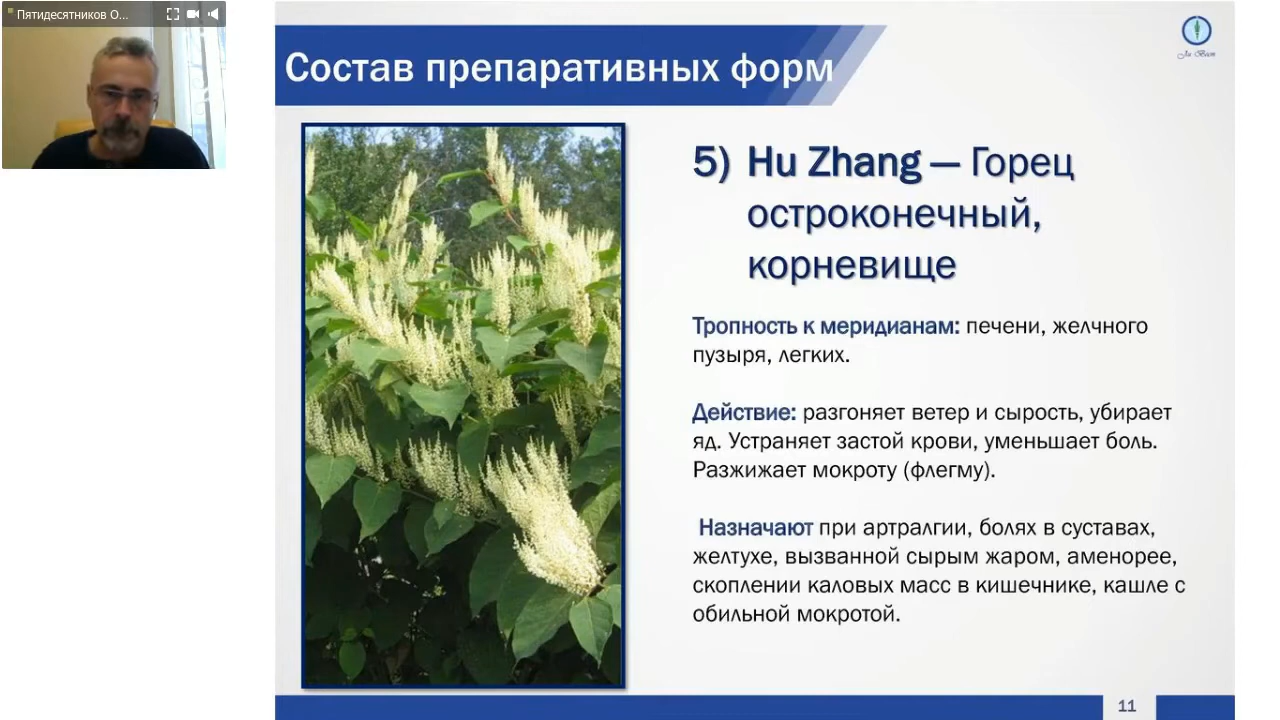 Пятидесятников О...
Состав препаративных форм
Ju Bam
5) Hu Zhang — Горец
остроконечный,
корневище
Тропность к меридианам: печени, желчного
пузыря, легких.
Действие: разгоняет ветер и сырость, убирает
яд. Устраняет застой крови, уменьшает боль.
Разжижает мокроту (флегму).
Назначают при артралгии, болях в суставах,
желтухе, вызванной сырым жаром, аменорее,
скоплении каловых масс в кишечнике, кашле с
обильной мокротой.
11